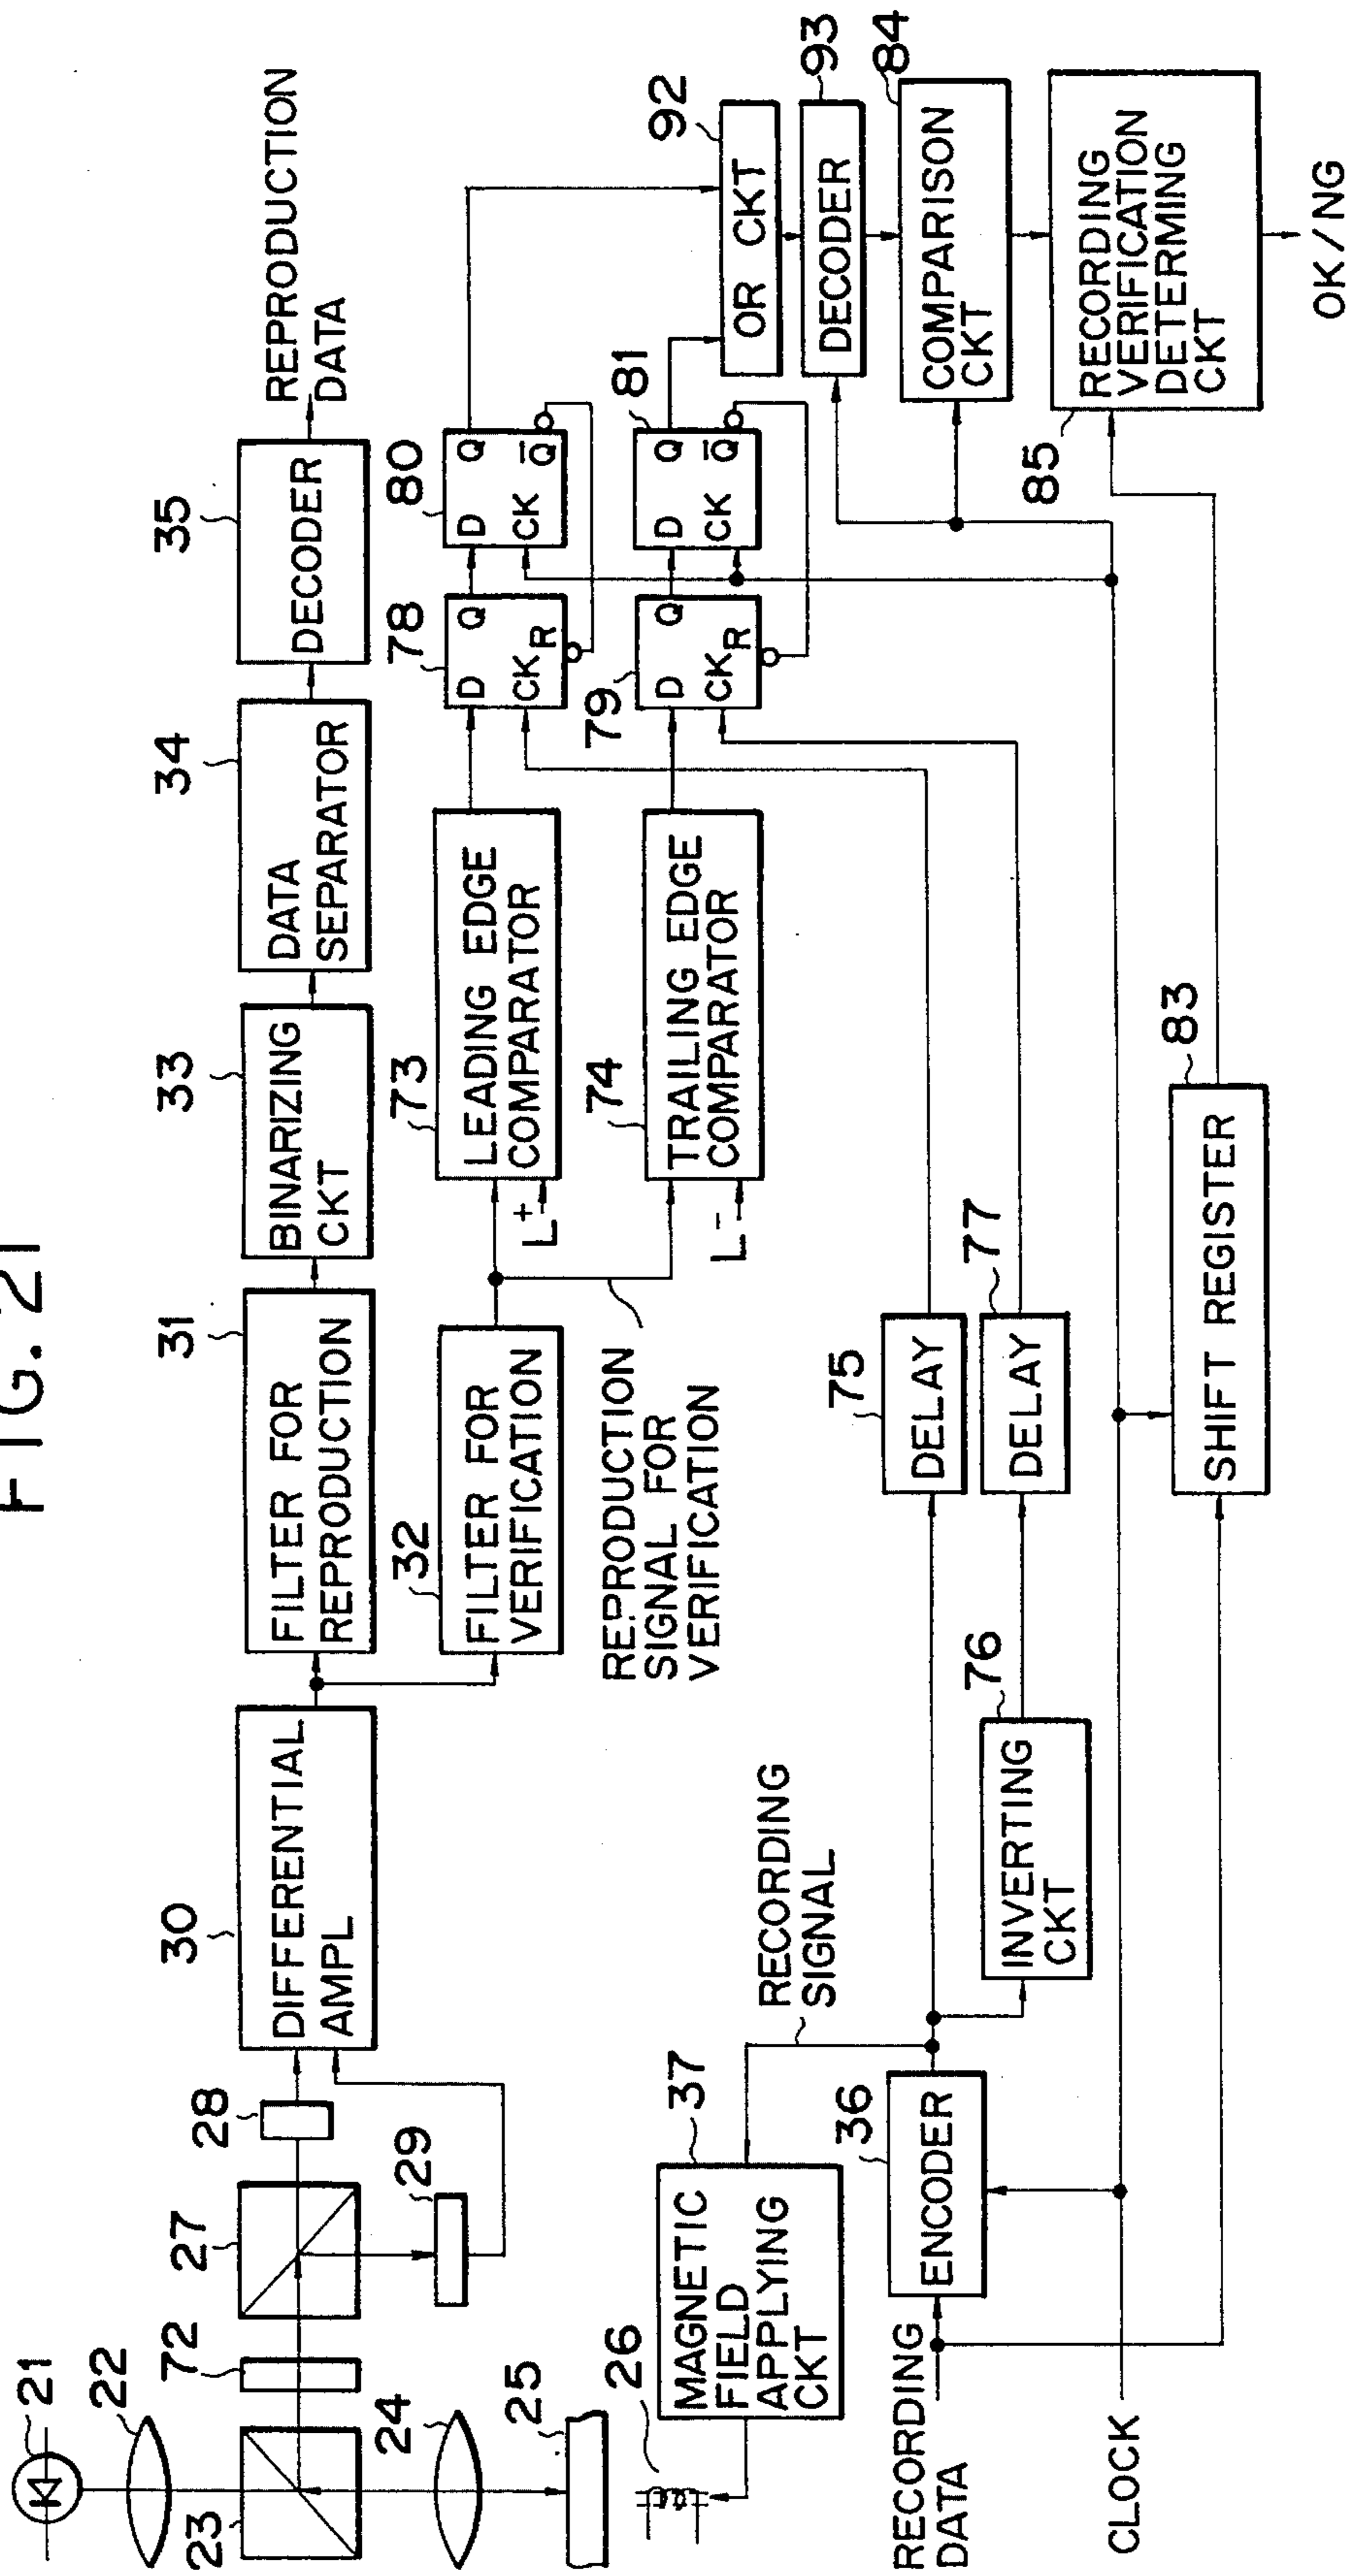 FIG. 21
21
22
23
24
25
26
72
27
28
29
30
DIFFERENTIAL
AMPL
31
FILTER FOR
REPRODUCTION
33
BINARIZING
CKT
34
DATA
SEPARATOR
35
DECODER
REPRODUCTION
DATA
32
FILTER FOR
VERIFICATION
REPRODUCTION
SIGNAL FOR
VERIFICATION
73
LEADING EDGE
COMPARATOR
L+
74
TRAILING EDGE
COMPARATOR
L-
78
D Q
CK R
80
D Q
CK Q̅
79
D Q
CK R
81
D Q
CK Q̅
92
OR CKT
93
DECODER
84
COMPARISON
CKT
85
RECORDING
VERIFICATION
DETERMING
CKT
OK/NG
37
MAGNETIC
FIELD
APPLYING
CKT
RECORDING
SIGNAL
36
ENCODER
RECORDING
DATA
76
INVERTING
CKT
75
DELAY
77
DELAY
83
SHIFT REGISTER
CLOCK